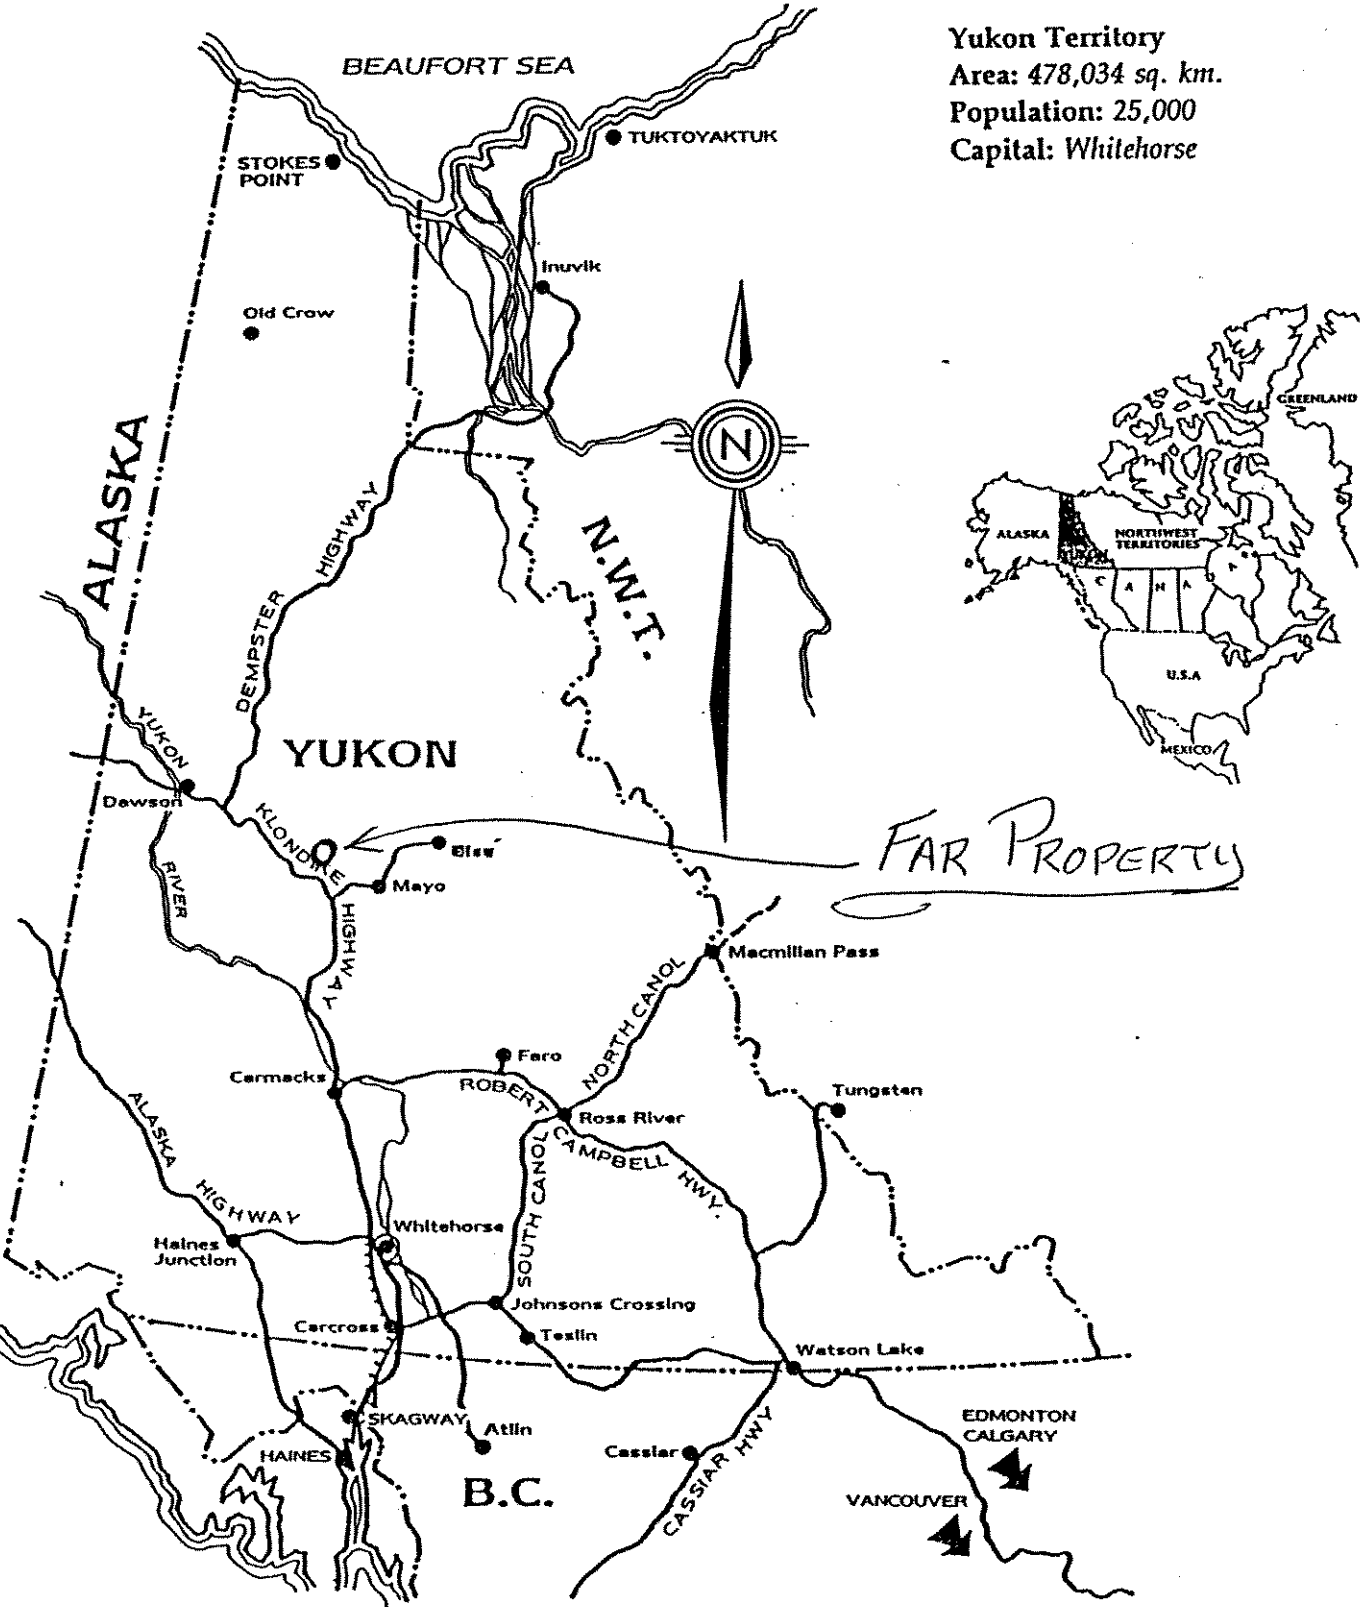 Yukon Territory
Area: 478,034 sq. km.
Population: 25,000
Capital: Whitehorse
BEAUFORT SEA
TUKTOYAKTUK
STOKES
POINT
Inuvik
Old Crow
ALASKA
N
N.W.T.
DEMPSTER HIGHWAY
GREENLAND
ALASKA
NORTHWEST
TERRITORIES
YUKON
C A N A
U.S.A
MEXICO
YUKON RIVER
YUKON
Dawson
KLONDIKE HIGHWAY
FAR PROPERTY
Mayo
Macmillan Pass
NORTH CANOL
Faro
Carmacks
ROBERT CAMPBELL HWY.
Ross River
Tungsten
ALASKA HIGHWAY
SOUTH CANOL
Whitehorse
Haines
Junction
Johnsons Crossing
Carcross
Teslin
Watson Lake
SKAGWAY
Atlin
HAINES
B.C.
Cassiar
CASSIAR HWY
EDMONTON
CALGARY
VANCOUVER